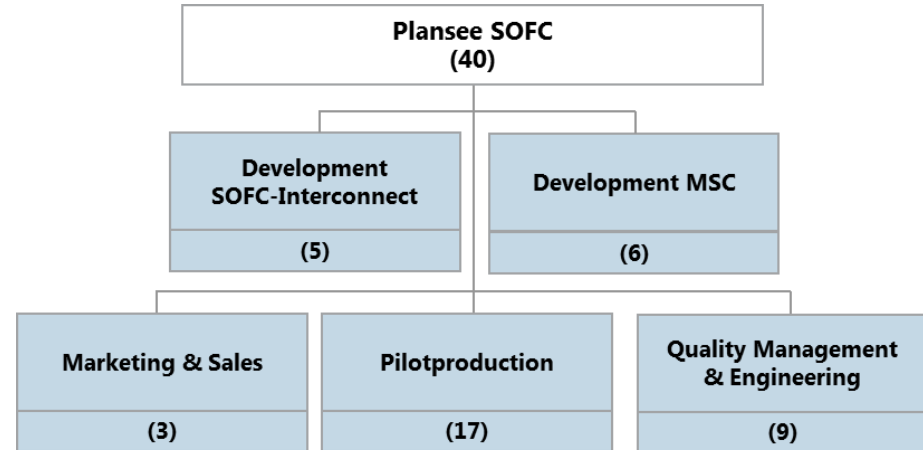 Plansee SOFC
(40)
Development
SOFC-Interconnect
(5)
Development MSC
(6)
Marketing & Sales
(3)
Pilotproduction
(17)
Quality Management
& Engineering
(9)